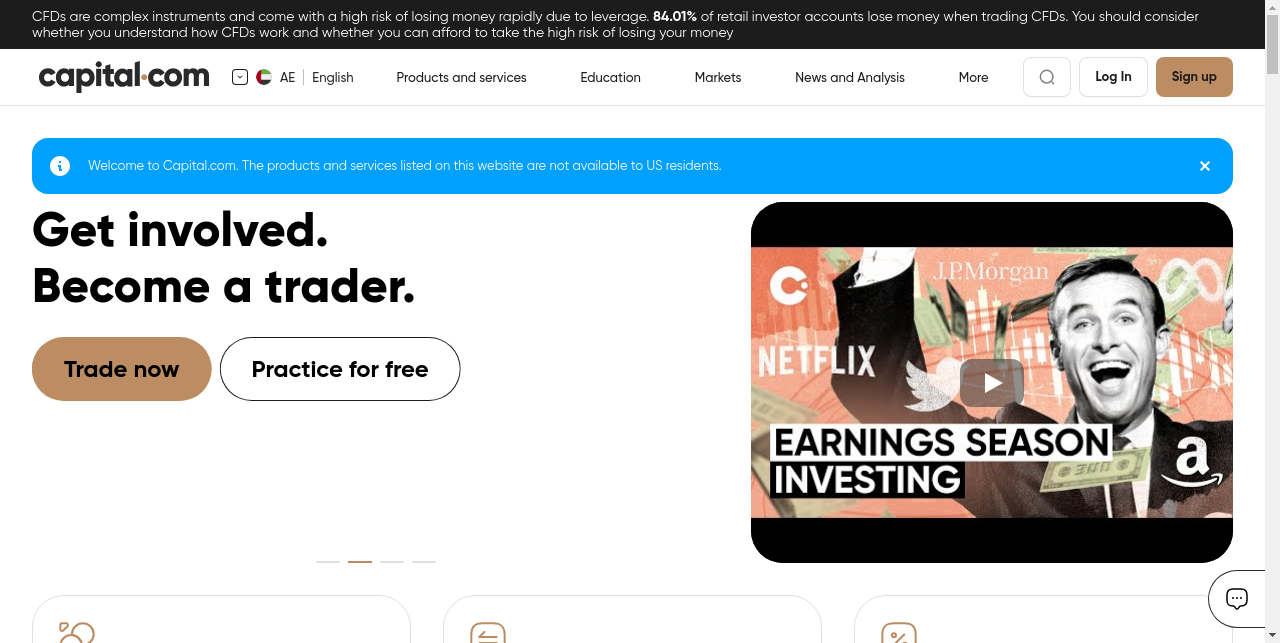 CFDs are complex instruments and come with a high risk of losing money rapidly due to leverage. 84.01% of retail investor accounts lose money when trading CFDs. You should consider
whether you understand how CFDs work and whether you can afford to take the high risk of losing your money
capital.com AE English Products and services Education Markets News and Analysis More Log In Sign up
Welcome to Capital.com. The products and services listed on this website are not available to US residents.
Get involved.
Become a trader.
Trade now Practice for free
J.P.Morgan
NETFLIX
EARNINGS SEASON
INVESTING
a